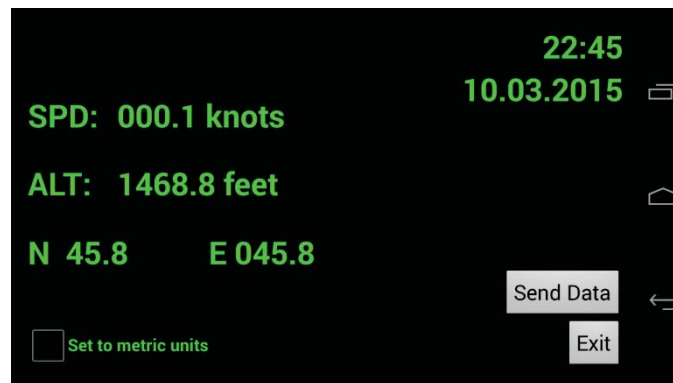 22:45
10.03.2015
SPD: 000.1 knots
ALT: 1468.8 feet
N 45.8 E 045.8
Send Data
Set to metric units
Exit